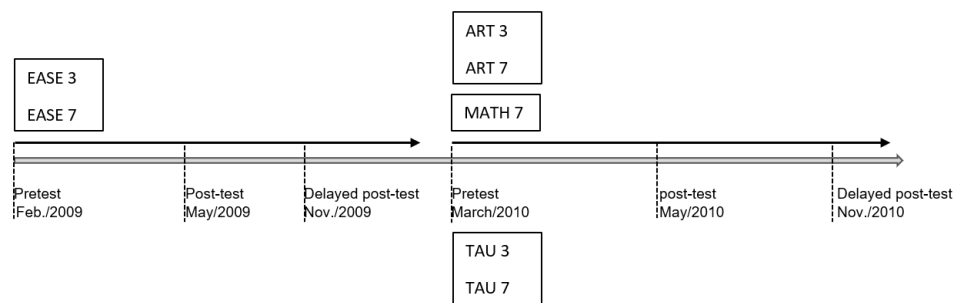 ART 3
ART 7
EASE 3
EASE 7
MATH 7
Pretest
Feb./2009
Post-test
May/2009
Delayed post-test
Nov./2009
Pretest
March/2010
post-test
May/2010
Delayed post-test
Nov./2010
TAU 3
TAU 7